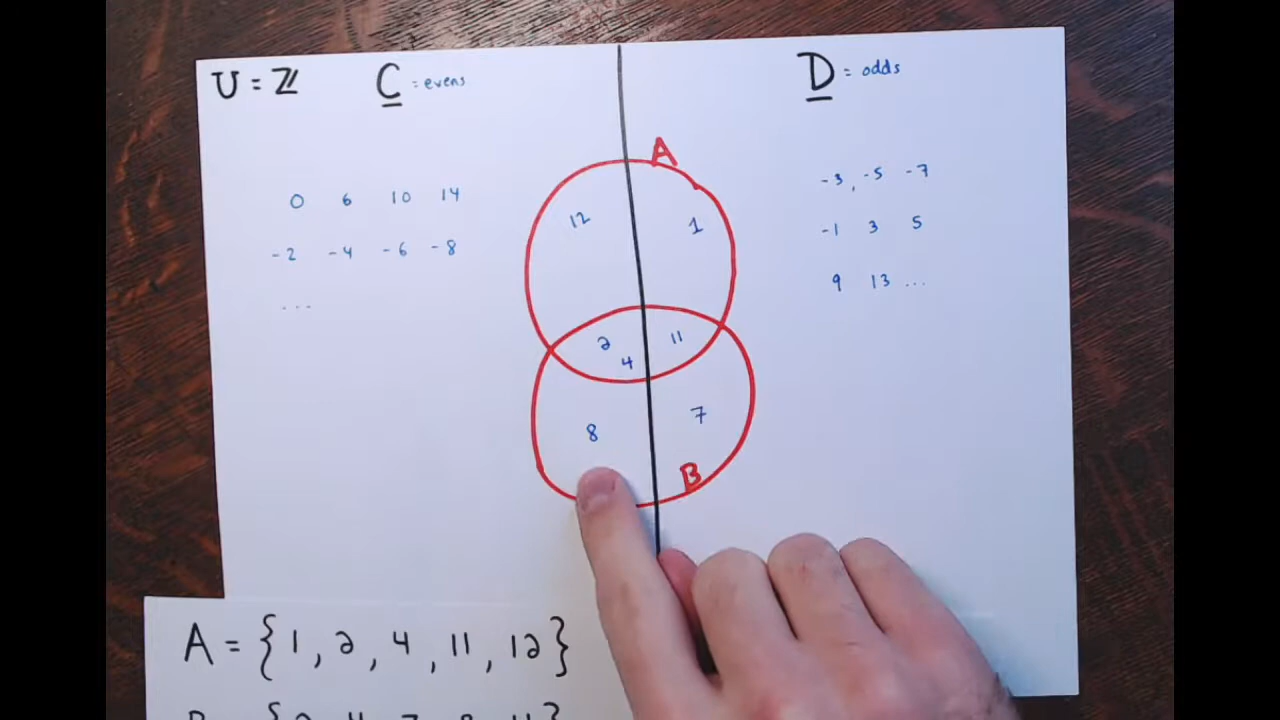 U = ℤ
C = evens
D = odds
0 6 10 14
-2 -4 -6 -8
...
-3, -5 -7
-1 3 5
9 13 ...
A
12 1
2 11
4
8 7
B
A = {1, 2, 4, 11, 12}